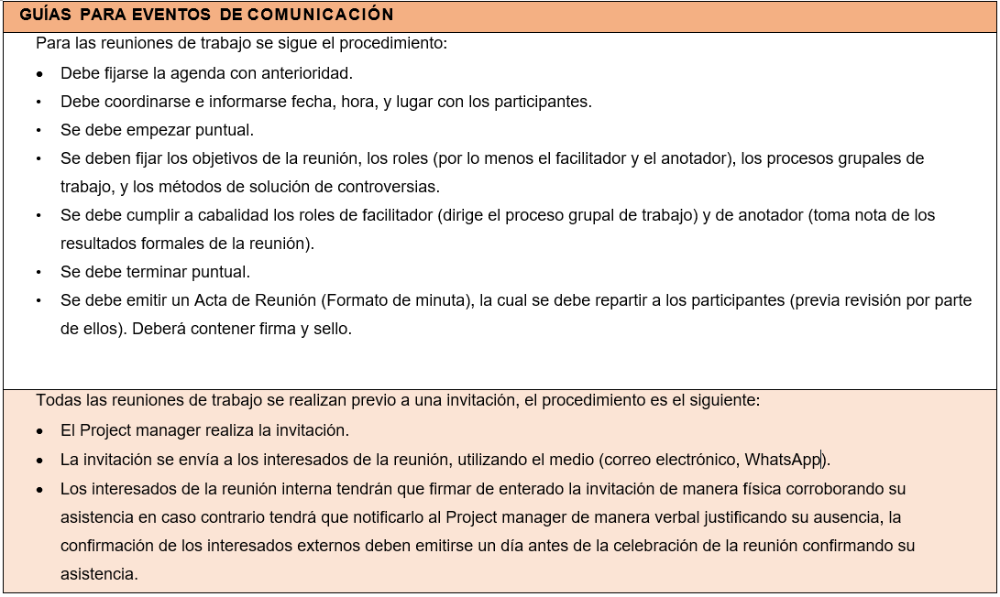 GUÍAS PARA EVENTOS DE COMUNICACIÓN
Para las reuniones de trabajo se sigue el procedimiento:
• Debe fijarse la agenda con anterioridad.
• Debe coordinarse e informarse fecha, hora, y lugar con los participantes.
• Se debe empezar puntual.
• Se deben fijar los objetivos de la reunión, los roles (por lo menos el facilitador y el anotador), los procesos grupales de
trabajo, y los métodos de solución de controversias.
• Se debe cumplir a cabalidad los roles de facilitador (dirige el proceso grupal de trabajo) y de anotador (toma nota de los
resultados formales de la reunión).
• Se debe terminar puntual.
• Se debe emitir un Acta de Reunión (Formato de minuta), la cual se debe repartir a los participantes (previa revisión por parte
de ellos). Deberá contener firma y sello.
Todas las reuniones de trabajo se realizan previo a una invitación, el procedimiento es el siguiente:
• El Project manager realiza la invitación.
• La invitación se envía a los interesados de la reunión, utilizando el medio (correo electrónico, WhatsApp).
• Los interesados de la reunión interna tendrán que firmar de enterado la invitación de manera física corroborando su
asistencia en caso contrario tendrá que notificarlo al Project manager de manera verbal justificando su ausencia, la
confirmación de los interesados externos deben emitirse un día antes de la celebración de la reunión confirmando su
asistencia.